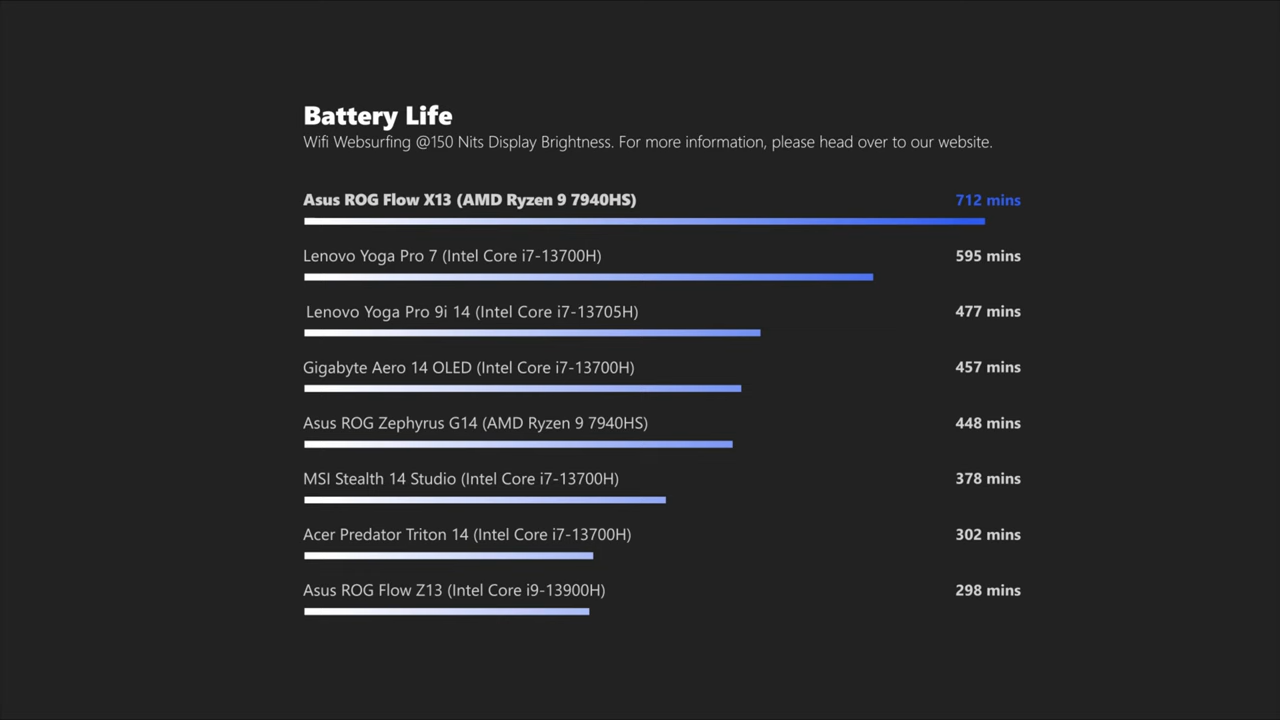 Battery Life
Wifi Websurfing @150 Nits Display Brightness. For more information, please head over to our website.
Asus ROG Flow X13 (AMD Ryzen 9 7940HS) 712 mins
Lenovo Yoga Pro 7 (Intel Core i7-13700H) 595 mins
Lenovo Yoga Pro 9i 14 (Intel Core i7-13705H) 477 mins
Gigabyte Aero 14 OLED (Intel Core i7-13700H) 457 mins
Asus ROG Zephyrus G14 (AMD Ryzen 9 7940HS) 448 mins
MSI Stealth 14 Studio (Intel Core i7-13700H) 378 mins
Acer Predator Triton 14 (Intel Core i7-13700H) 302 mins
Asus ROG Flow Z13 (Intel Core i9-13900H) 298 mins